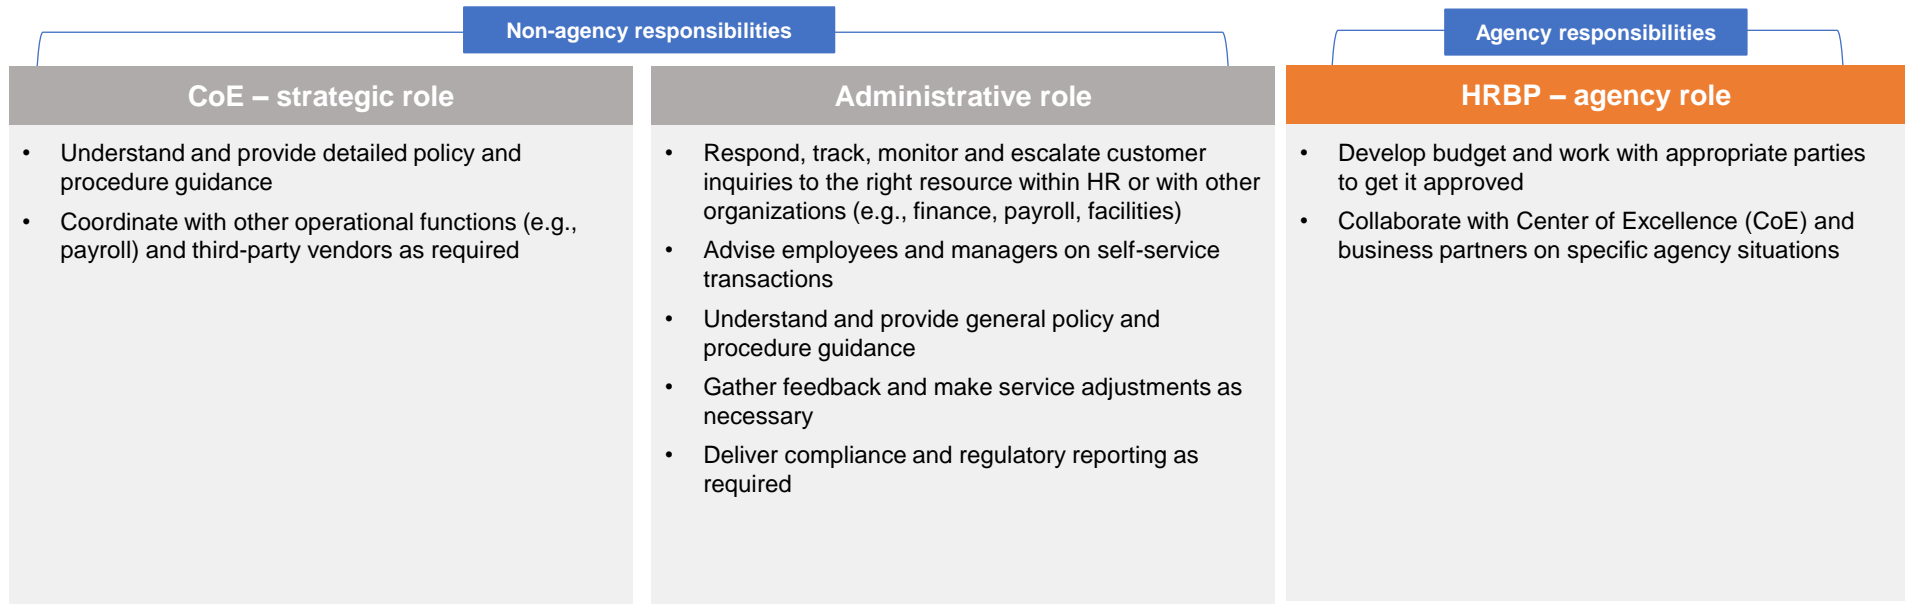 Non-agency responsibilities
Agency responsibilities
CoE – strategic role
• Understand and provide detailed policy and
procedure guidance
• Coordinate with other operational functions (e.g.,
payroll) and third-party vendors as required
Administrative role
• Respond, track, monitor and escalate customer
inquiries to the right resource within HR or with other
organizations (e.g., finance, payroll, facilities)
• Advise employees and managers on self-service
transactions
• Understand and provide general policy and
procedure guidance
• Gather feedback and make service adjustments as
necessary
• Deliver compliance and regulatory reporting as
required
HRBP – agency role
• Develop budget and work with appropriate parties
to get it approved
• Collaborate with Center of Excellence (CoE) and
business partners on specific agency situations